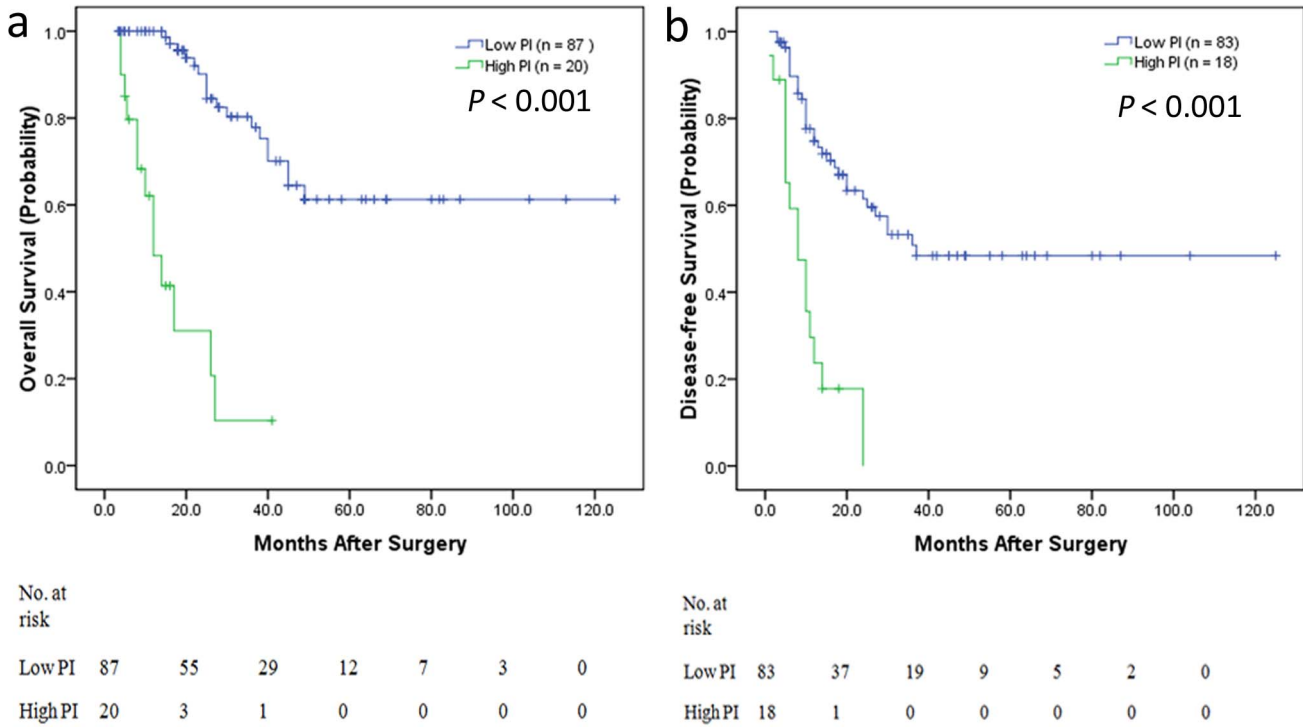 a
Overall Survival (Probability)
1.0
0.8
0.6
0.4
0.2
0.0
Low PI (n = 87 )
High PI (n = 20)
P < 0.001
0.0 20.0 40.0 60.0 80.0 100.0 120.0
Months After Surgery
No. at
risk
Low PI 87 55 29 12 7 3 0
High PI 20 3 1 0 0 0 0
b
Disease-free Survival (Probability)
1.0
0.8
0.6
0.4
0.2
0.0
Low PI (n = 83)
High PI (n = 18)
P < 0.001
0.0 20.0 40.0 60.0 80.0 100.0 120.0
Months After Surgery
No. at
risk
Low PI 83 37 19 9 5 2 0
High PI 18 1 0 0 0 0 0